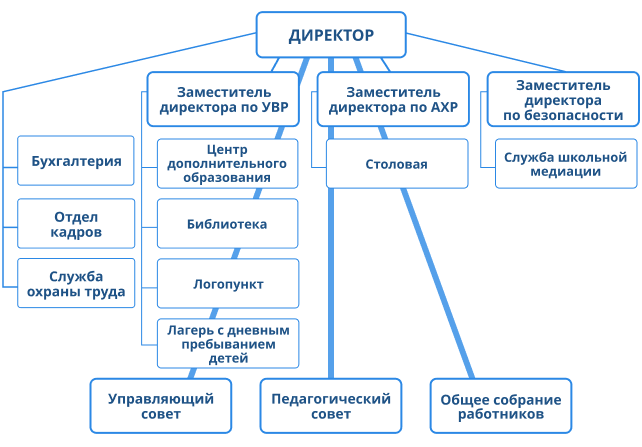 ДИРЕКТОР
Заместитель
директора по УВР
Заместитель
директора по АХР
Заместитель
директора
по безопасности
Бухгалтерия
Центр
дополнительного
образования
Столовая
Служба школьной
медиации
Отдел
кадров
Библиотека
Служба
охраны труда
Логопункт
Лагерь с дневным
пребыванием
детей
Управляющий
совет
Педагогический
совет
Общее собрание
работников